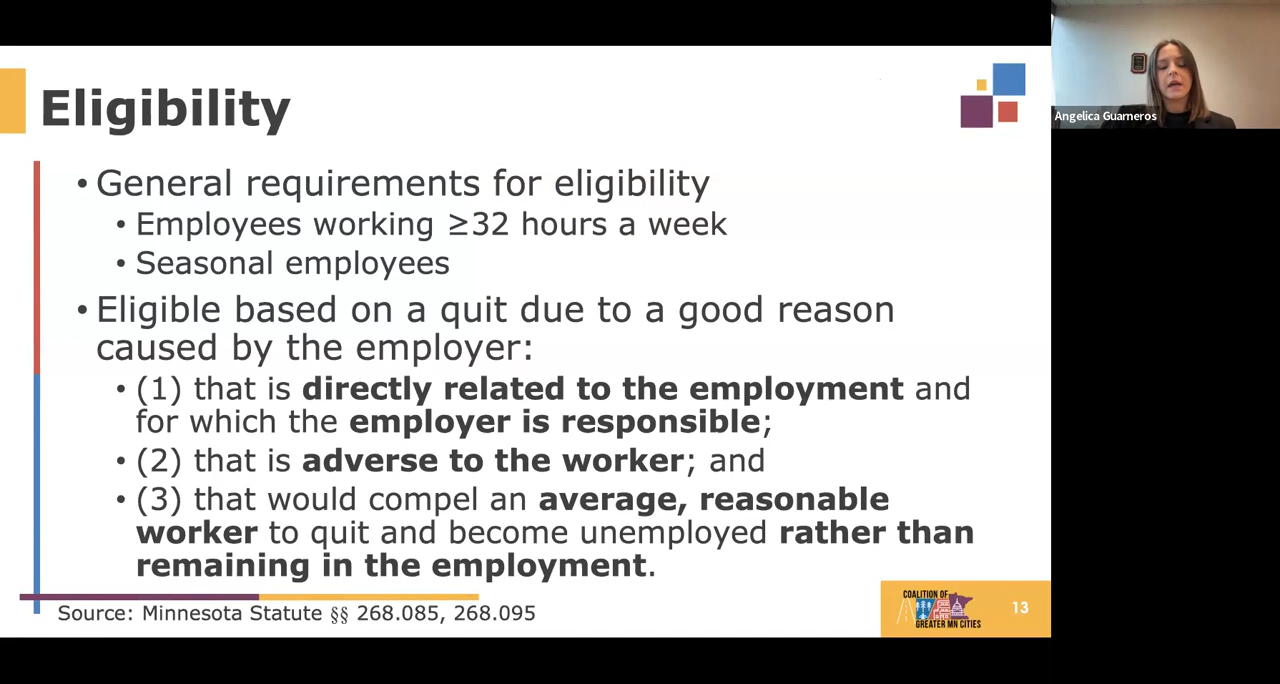 Eligibility
• General requirements for eligibility
• Employees working ≥32 hours a week
• Seasonal employees
• Eligible based on a quit due to a good reason
caused by the employer:
• (1) that is directly related to the employment and
for which the employer is responsible;
• (2) that is adverse to the worker; and
• (3) that would compel an average, reasonable
worker to quit and become unemployed rather than
remaining in the employment.
Source: Minnesota Statute §§ 268.085, 268.095
COALITION OF
GREATER MN CITIES
13
Angelica Guarneros